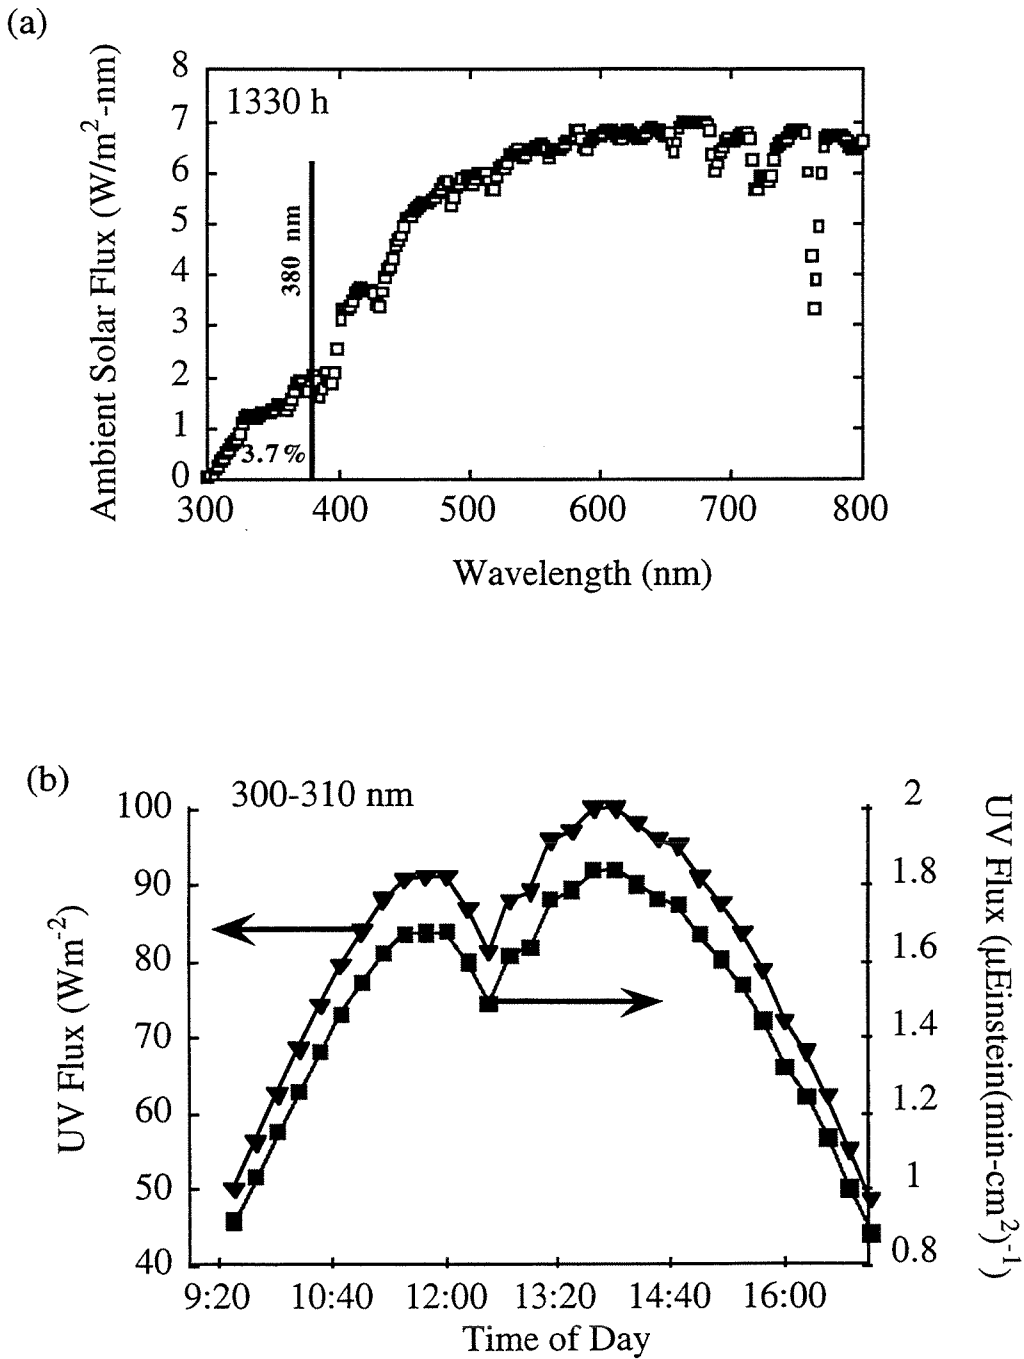 (a)
Ambient Solar Flux (W/m²-nm)
8
7
6
5
4
3
2
1
0
1330 h
380 nm
3.7%
300 400 500 600 700 800
Wavelength (nm)
(b)
300-310 nm
UV Flux (Wm⁻²)
100
90
80
70
60
50
40
2
1.8
1.6
1.4
1.2
1
0.8
UV Flux (µEinstein(min-cm²)⁻¹)
9:20 10:40 12:00 13:20 14:40 16:00
Time of Day